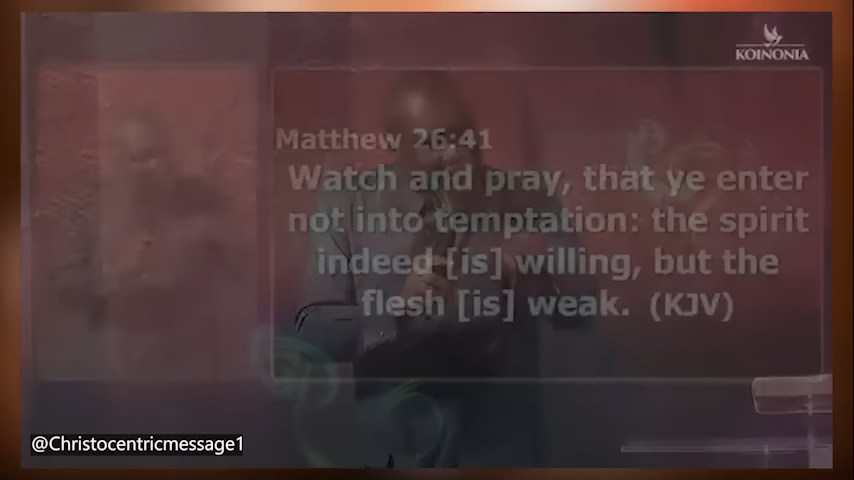 KOINONIA
Matthew 26:41
Watch and pray, that ye enter
not into temptation: the spirit
indeed [is] willing, but the
flesh [is] weak. (KJV)
@Christocentricmessage1